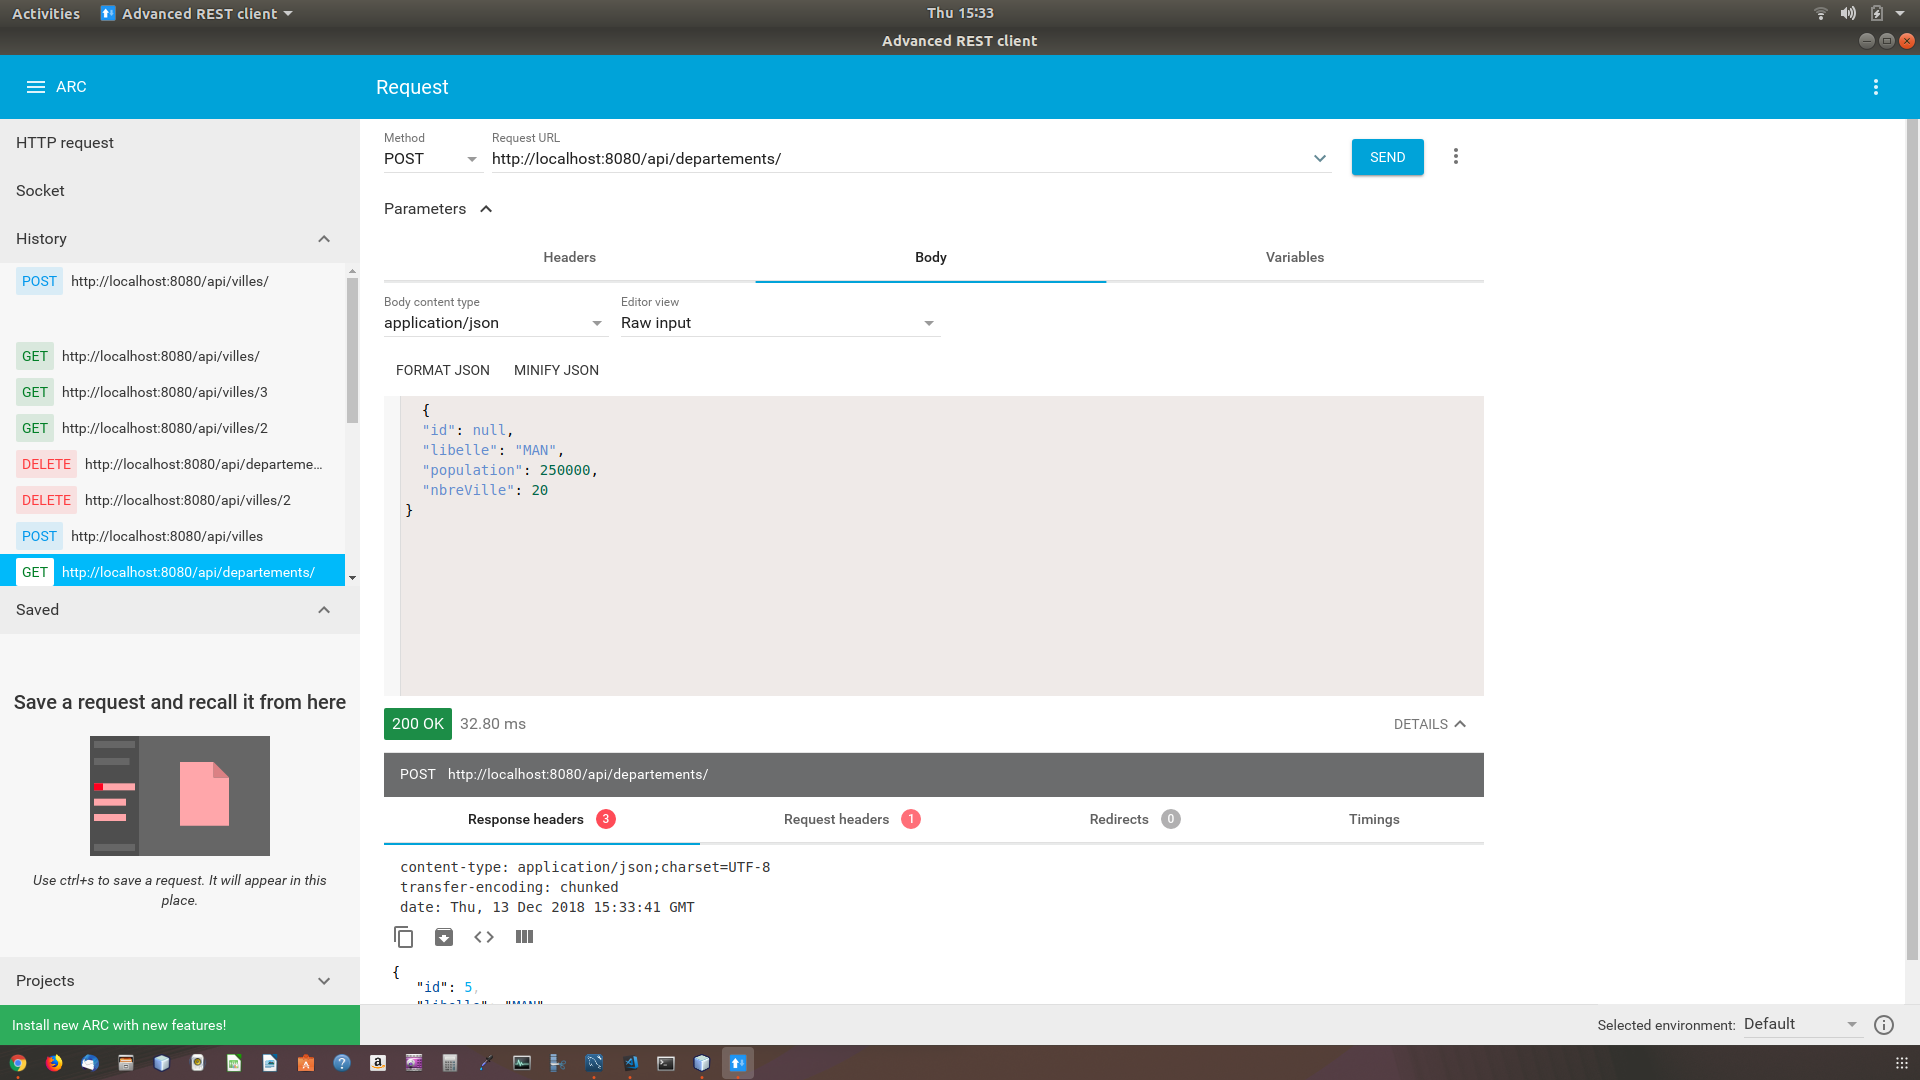 Activities
Advanced REST client
Thu 15:33
Advanced REST client
ARC
Request
HTTP request
Socket
History
POST http://localhost:8080/api/villes/
GET http://localhost:8080/api/villes/
GET http://localhost:8080/api/villes/3
GET http://localhost:8080/api/villes/2
DELETE http://localhost:8080/api/departeme...
DELETE http://localhost:8080/api/villes/2
POST http://localhost:8080/api/villes
GET http://localhost:8080/api/departements/
Saved
Save a request and recall it from here
Use ctrl+s to save a request. It will appear in this
place.
Projects
Install new ARC with new features!
Method
POST
Request URL
http://localhost:8080/api/departements/
SEND
Parameters
Headers
Body
Variables
Body content type
application/json
Editor view
Raw input
FORMAT JSON
MINIFY JSON
{
"id": null,
"libelle": "MAN",
"population": 250000,
"nbreVille": 20
}
200 OK
32.80 ms
DETAILS
POST http://localhost:8080/api/departements/
Response headers 3
Request headers 1
Redirects 0
Timings
content-type: application/json;charset=UTF-8
transfer-encoding: chunked
date: Thu, 13 Dec 2018 15:33:41 GMT
{
"id": 5,
"libelle": "MAN"
Selected environment: Default